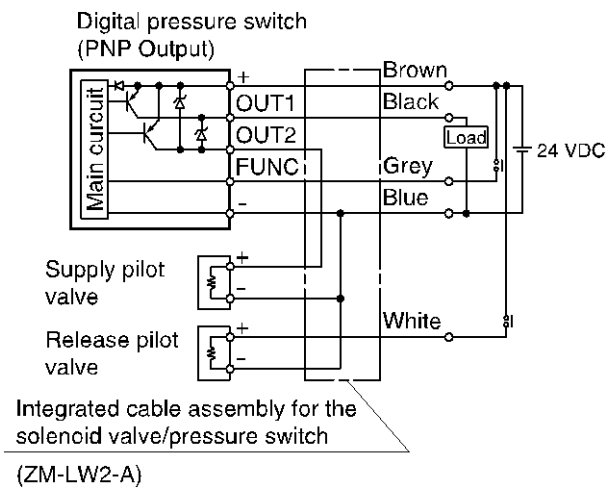 Digital pressure switch
(PNP Output)
Main curcuit
+
OUT1
OUT2
FUNC
-
Brown
Black
Load
24 VDC
Grey
Blue
Supply pilot
valve
+
-
White
Release pilot
valve
+
-
Integrated cable assembly for the
solenoid valve/pressure switch
(ZM-LW2-A)